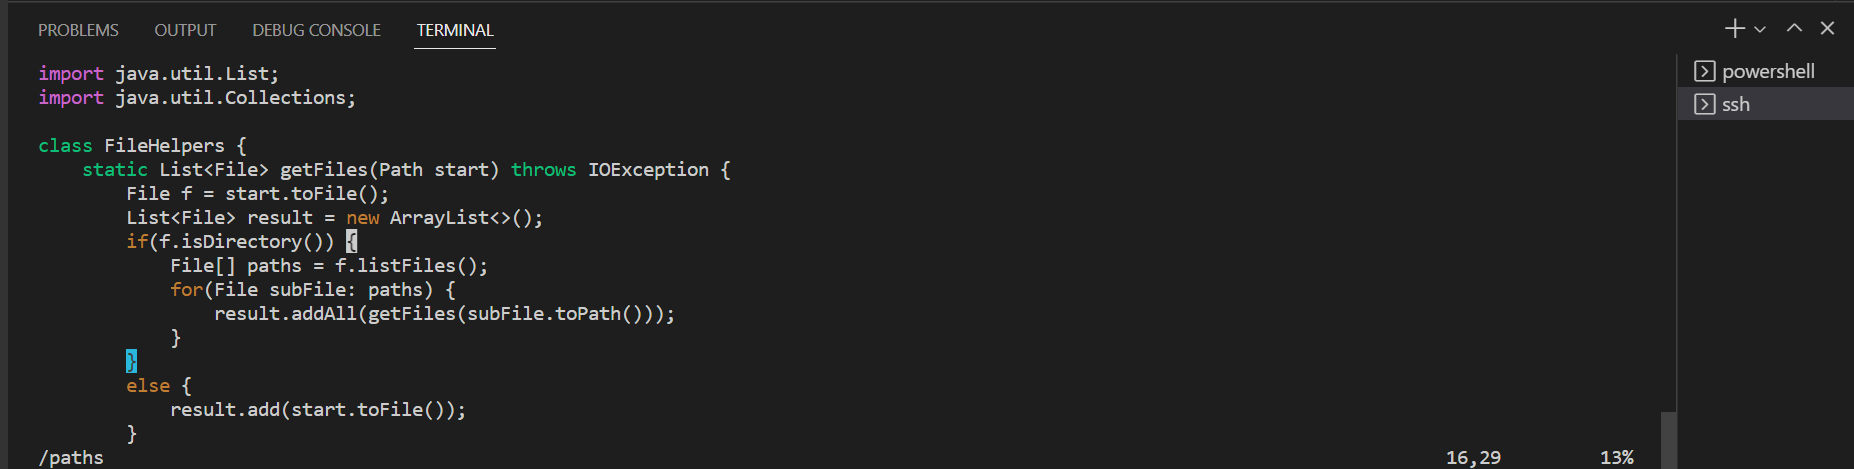 PROBLEMS OUTPUT DEBUG CONSOLE TERMINAL
import java.util.List;
import java.util.Collections;
class FileHelpers {
    static List<File> getFiles(Path start) throws IOException {
        File f = start.toFile();
        List<File> result = new ArrayList<>();
        if(f.isDirectory()) {
            File[] paths = f.listFiles();
            for(File subFile: paths) {
                result.addAll(getFiles(subFile.toPath()));
            }
        }
        else {
            result.add(start.toFile());
        }
/paths 16,29 13%
powershell
ssh